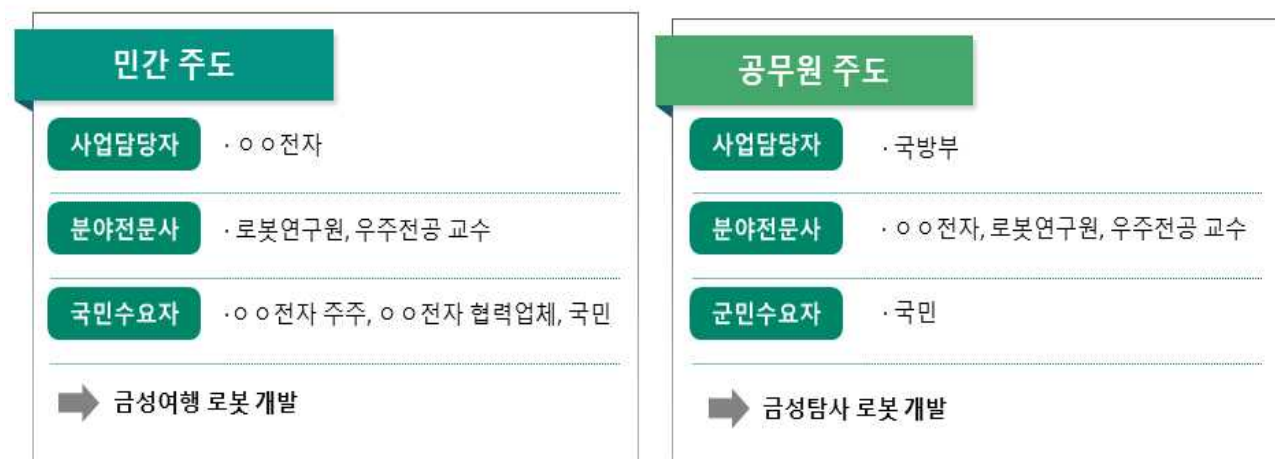 민간 주도
사업담당자 · ㅇㅇ전자
분야전문사 · 로봇연구원, 우주전공 교수
국민수요자 ·ㅇㅇ전자 주주, ㅇㅇ전자 협력업체, 국민
금성여행 로봇 개발
공무원 주도
사업담당자 · 국방부
분야전문사 · ㅇㅇ전자, 로봇연구원, 우주전공 교수
군민수요자 · 국민
금성탐사 로봇 개발